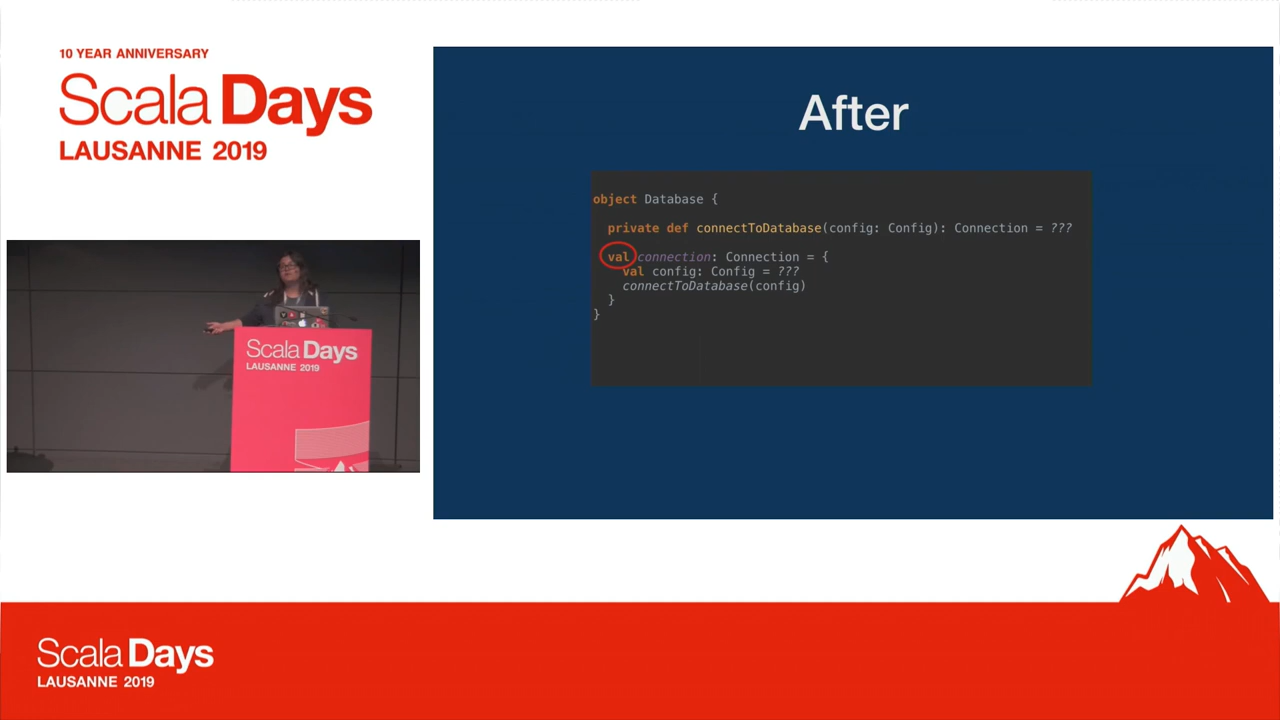 10 YEAR ANNIVERSARY
Scala Days
LAUSANNE 2019
After
object Database {
private def connectToDatabase(config: Config): Connection = ???
val connection: Connection = {
val config: Config = ???
connectToDatabase(config)
}
}
Scala Days
LAUSANNE 2019
Scala Days
LAUSANNE 2019